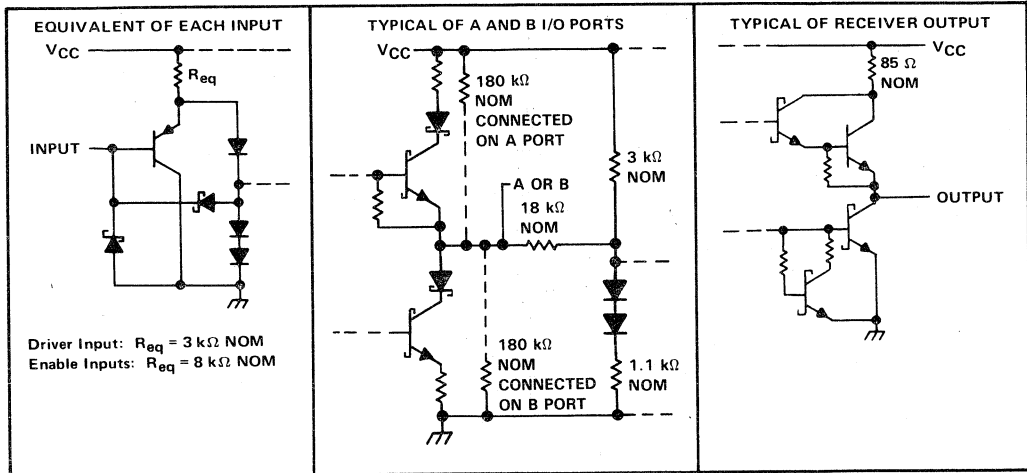 EQUIVALENT OF EACH INPUT
VCC
Req
INPUT
Driver Input: Req = 3 kΩ NOM
Enable Inputs: Req = 8 kΩ NOM
TYPICAL OF A AND B I/O PORTS
VCC
180 kΩ
NOM
CONNECTED
ON A PORT
3 kΩ
NOM
A OR B
18 kΩ
NOM
180 kΩ
NOM
CONNECTED
ON B PORT
1.1 kΩ
NOM
TYPICAL OF RECEIVER OUTPUT
VCC
85 Ω
NOM
OUTPUT